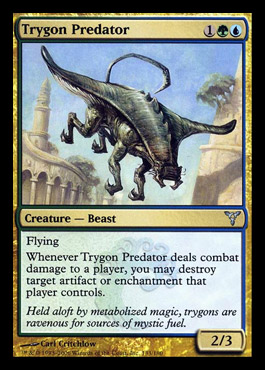 Trygon Predator 1
Creature — Beast
Flying
Whenever Trygon Predator deals combat
damage to a player, you may destroy
target artifact or enchantment that
player controls.
Held aloft by metabolized magic, trygons are
ravenous for sources of mystic fuel.
Carl Critchlow
2/3